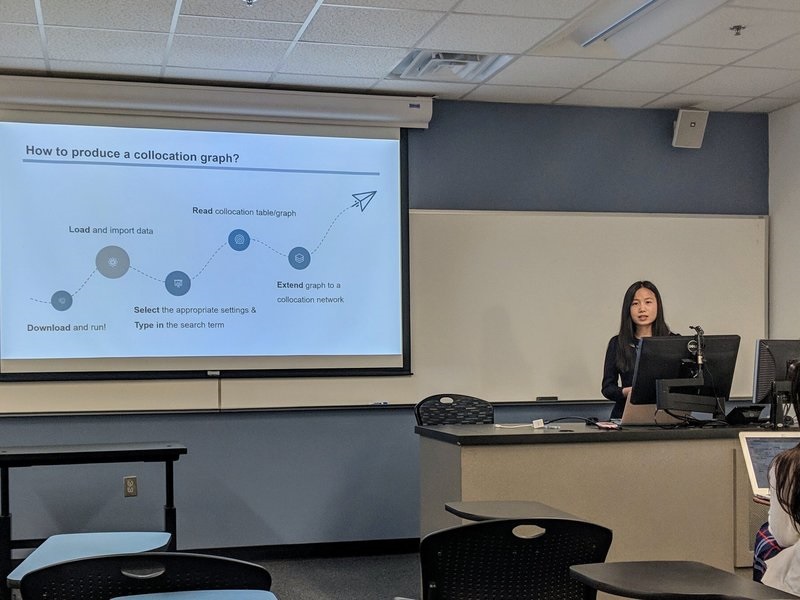 How to produce a collocation graph?
Read collocation table/graph
Load and import data
Extend graph to a
collocation network
Select the appropriate settings &
Type in the search term
Download and run!
DELL